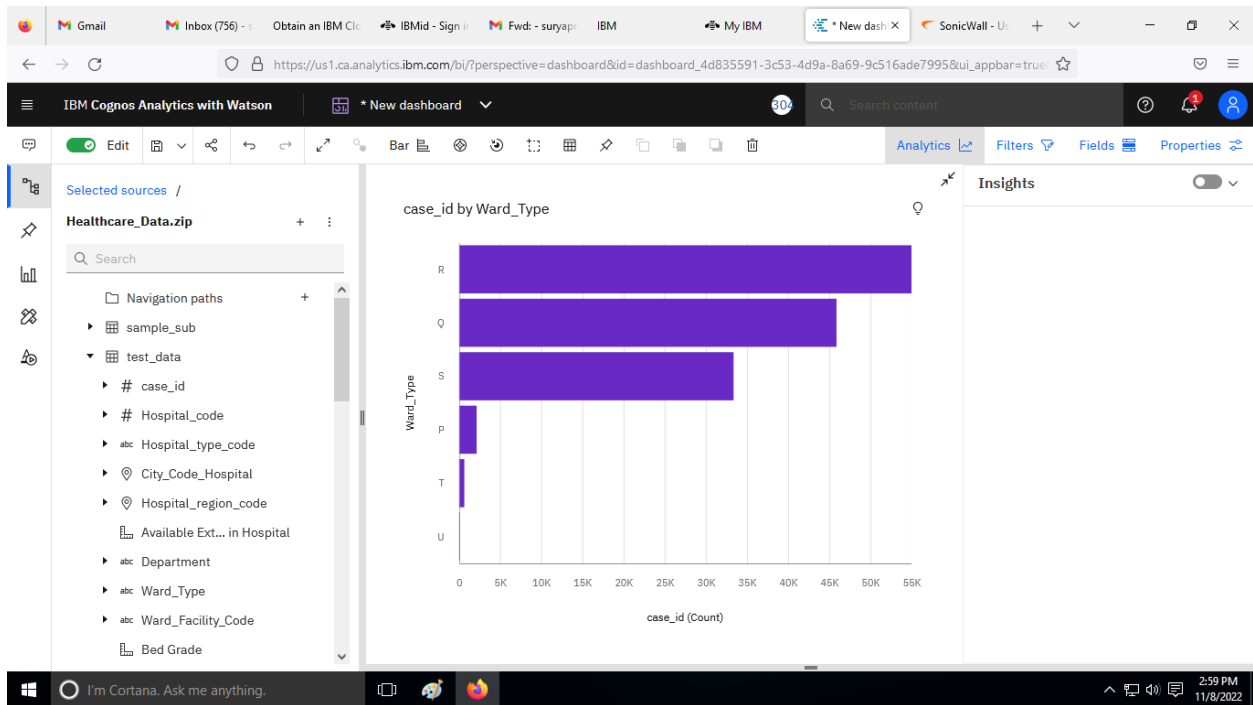 Gmail
Inbox (756) - s
Obtain an IBM Clo
IBMid - Sign in
Fwd: - suryapr
IBM
My IBM
* New dash
SonicWall - Us
https://us1.ca.analytics.ibm.com/bi/?perspective=dashboard&id=dashboard_4d835591-3c53-4d9a-8a69-9c516ade7995&ui_appbar=true
IBM Cognos Analytics with Watson
* New dashboard
304
Search content
1
Edit
Bar
Analytics
Filters
Fields
Properties
Selected sources /
Healthcare_Data.zip
Search
Navigation paths
sample_sub
test_data
# case_id
# Hospital_code
abc Hospital_type_code
City_Code_Hospital
Hospital_region_code
Available Ext... in Hospital
abc Department
abc Ward_Type
abc Ward_Facility_Code
Bed Grade
case_id by Ward_Type
Ward_Type
R
Q
S
P
T
U
0 5K 10K 15K 20K 25K 30K 35K 40K 45K 50K 55K
case_id (Count)
Insights
I'm Cortana. Ask me anything.
2:59 PM
11/8/2022